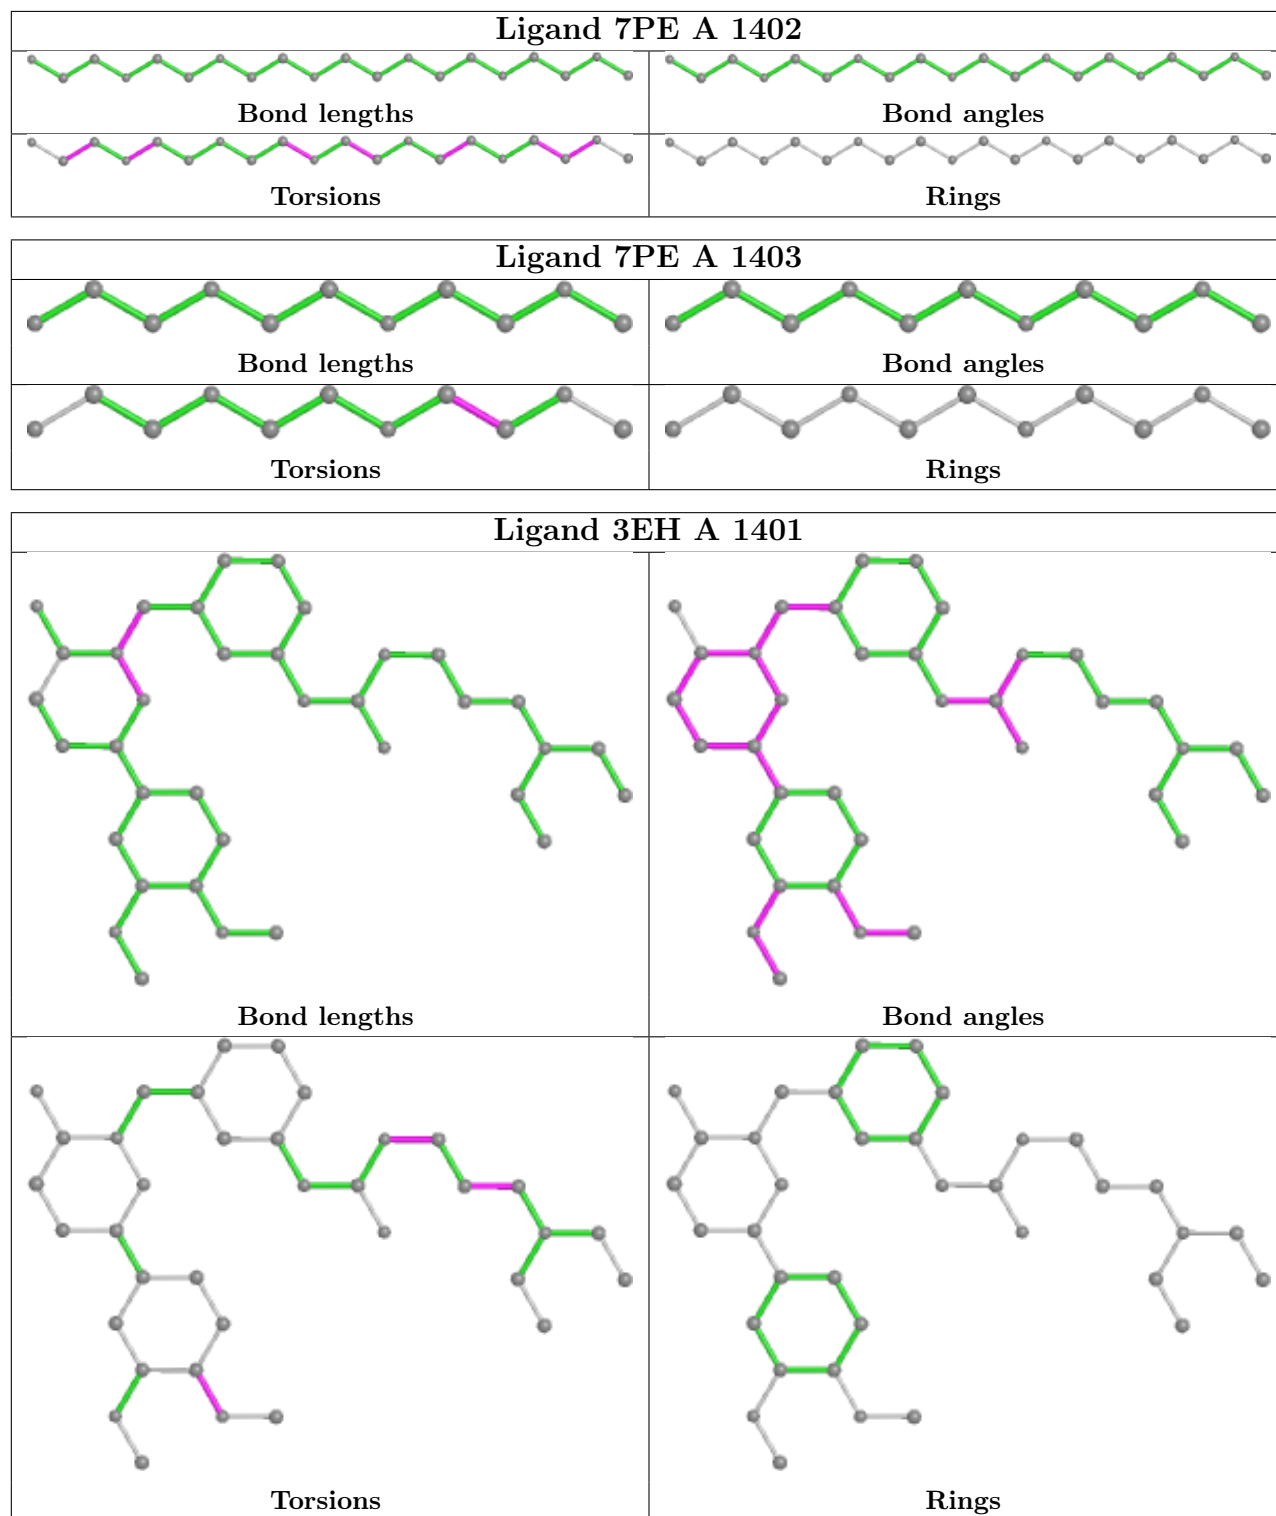 Ligand 7PE A 1402
Bond lengths
Bond angles
Torsions
Rings
Ligand 7PE A 1403
Bond lengths
Bond angles
Torsions
Rings
Ligand 3EH A 1401
Bond lengths
Bond angles
Torsions
Rings